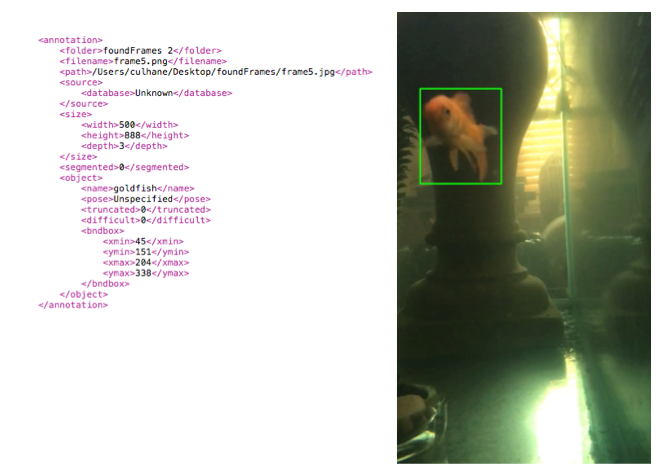 <annotation>
<folder>foundFrames 2</folder>
<filename>frame5.png</filename>
<path>/Users/culhane/Desktop/foundFrames/frame5.jpg</path>
<source>
<database>Unknown</database>
</source>
<size>
<width>500</width>
<height>888</height>
<depth>3</depth>
</size>
<segmented>0</segmented>
<object>
<name>goldfish</name>
<pose>Unspecified</pose>
<truncated>0</truncated>
<difficult>0</difficult>
<bndbox>
<xmin>45</xmin>
<ymin>151</ymin>
<xmax>204</xmax>
<ymax>338</ymax>
</bndbox>
</object>
</annotation>